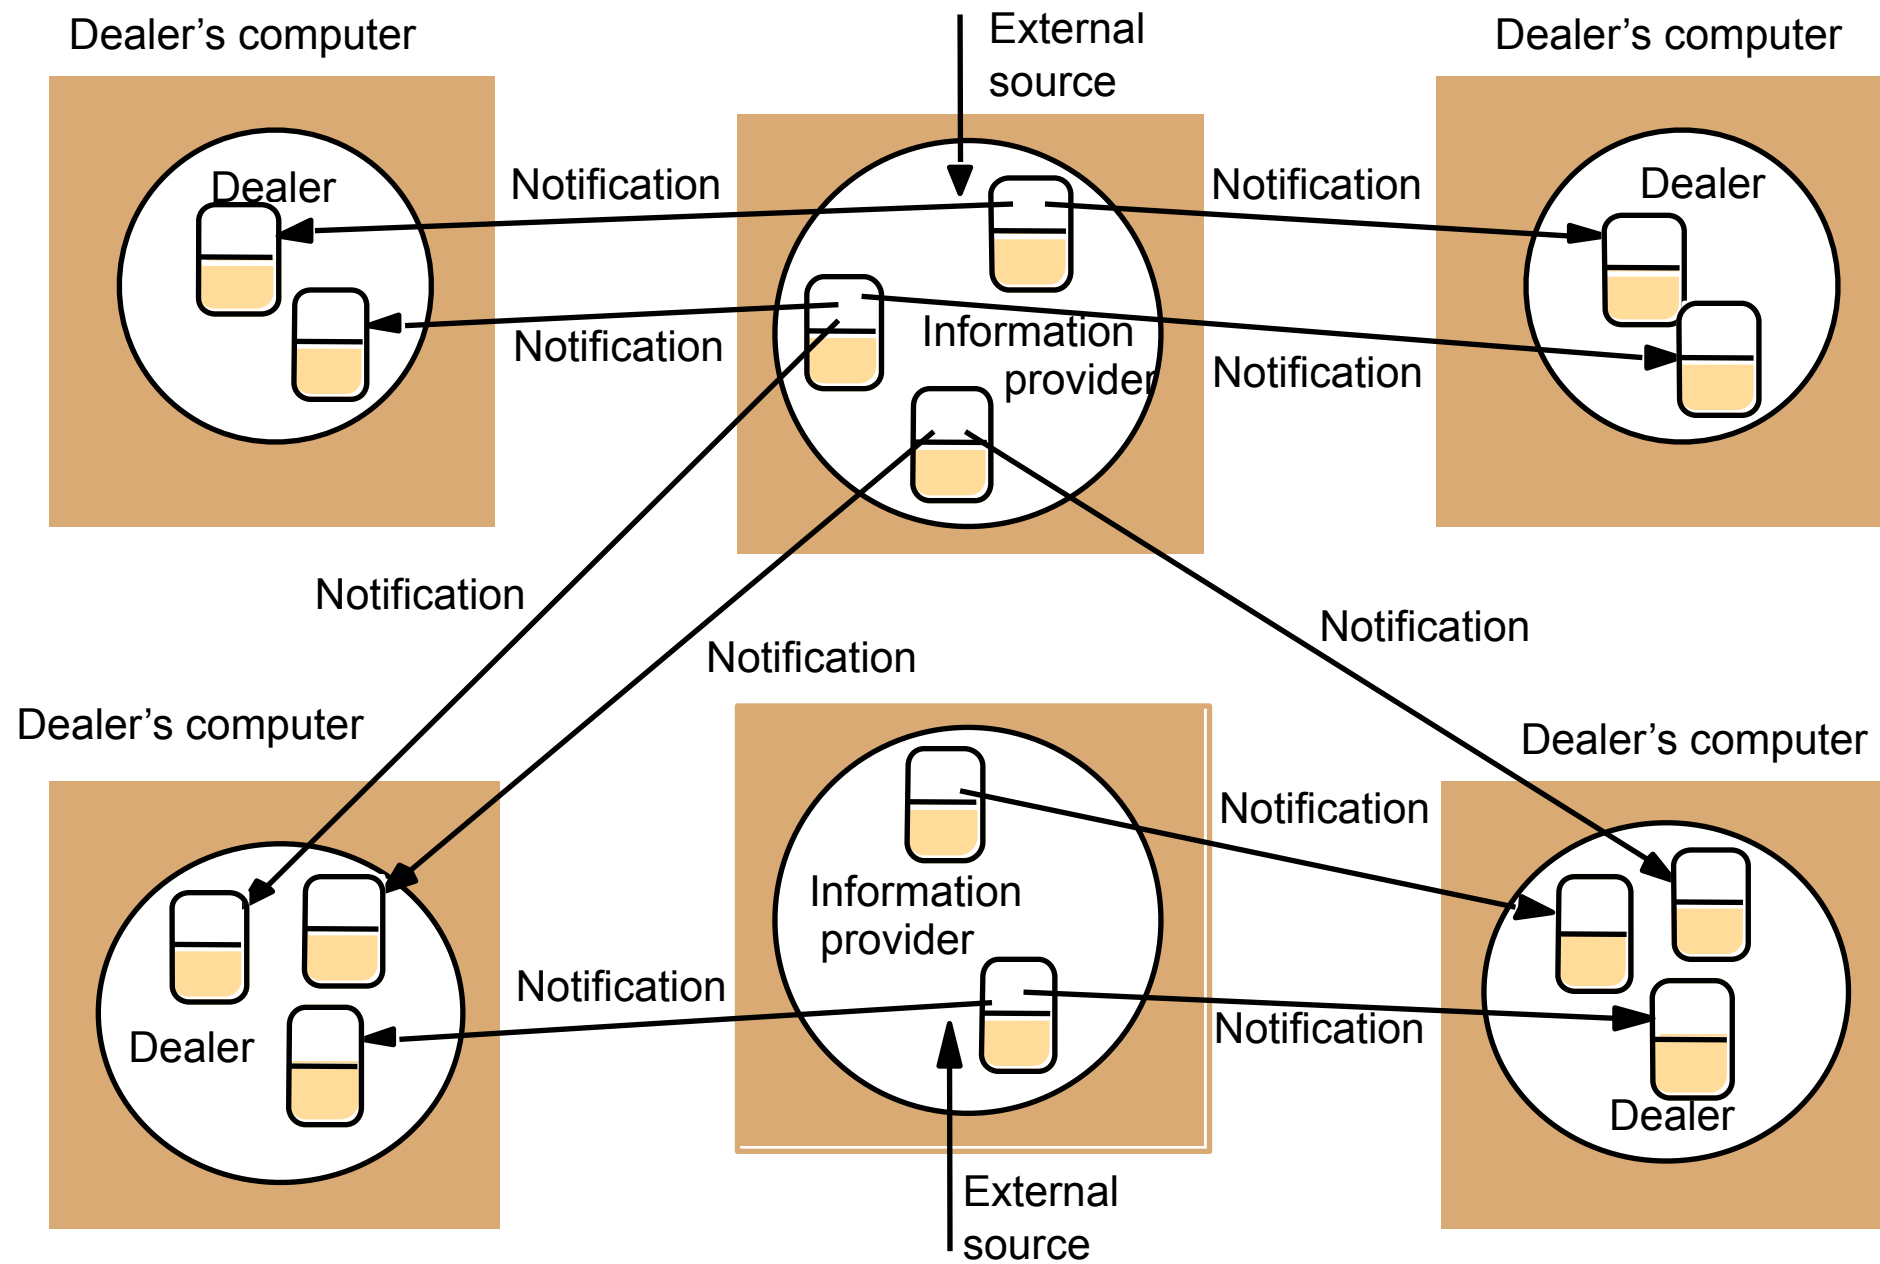 Dealer’s computer
External
source
Dealer’s computer
Dealer
Notification
Notification
Dealer
Notification
Information
provider
Notification
Notification
Notification
Notification
Dealer’s computer
Dealer’s computer
Notification
Information
provider
Notification
Notification
Dealer
Dealer
External
source